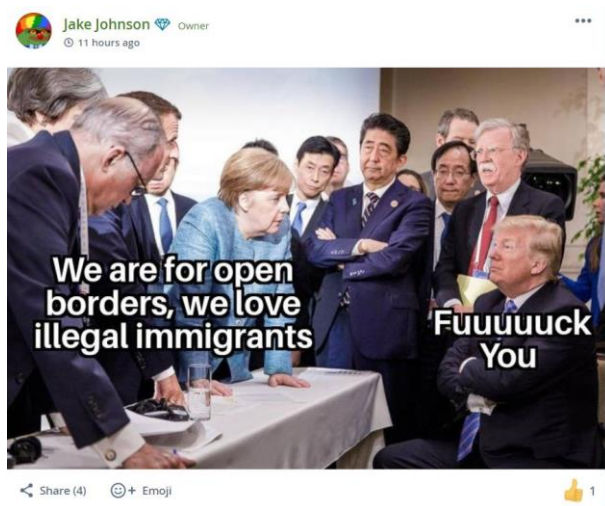 Jake Johnson Owner
11 hours ago
We are for open
borders, we love
illegal immigrants
Fuuuuuck
You
Share (4) Emoji
1